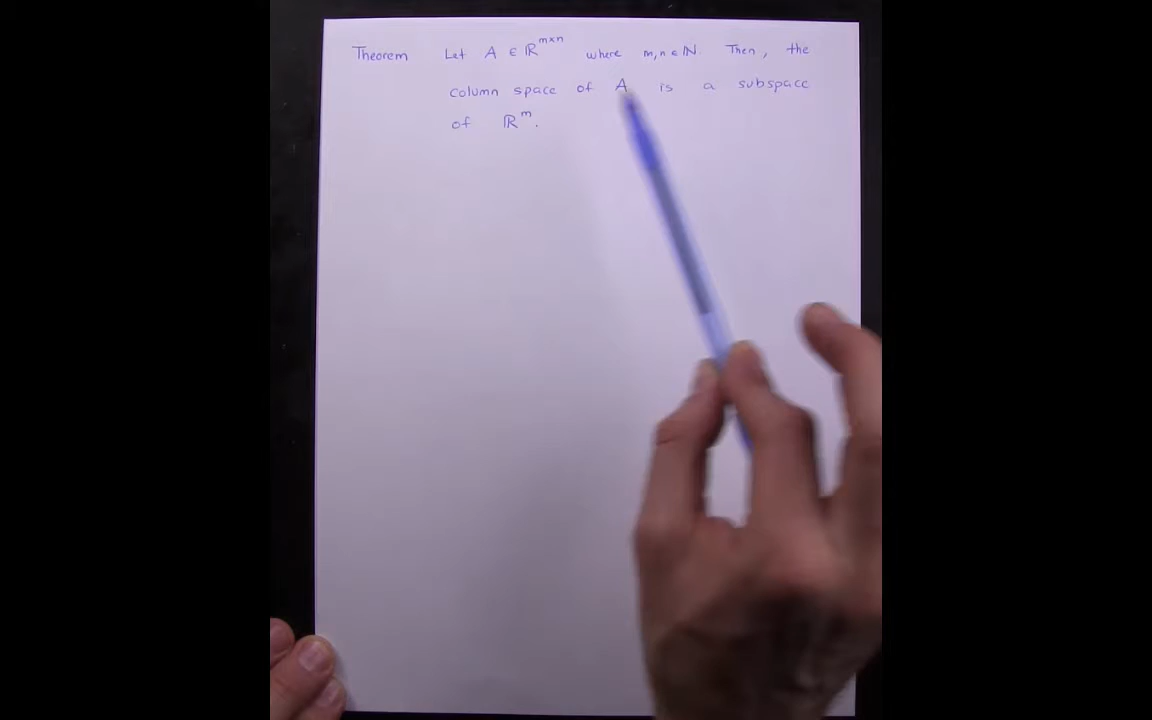 Theorem Let A ∈ ℝ^{m×n} where m,n ∈ ℕ. Then, the
column space of A is a subspace
of ℝ^m.